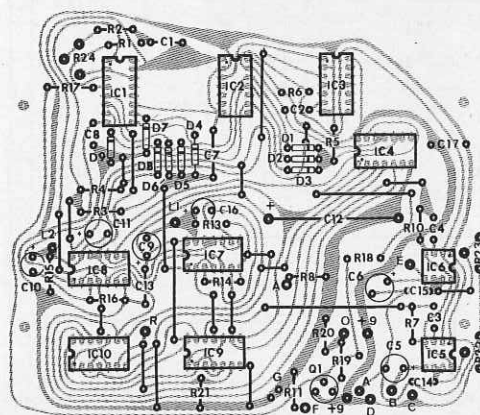 R2
R1
C1
R24
R17
IC1
IC2
IC3
R6
C2
D7
D4
C8
D9
D8
C7
D1
D2
R5
IC4
C17
D3
R4
D6
D5
R3
L1
C16
+
C12
C11
R13
R10
C4
L2
C9
R15
IC8
IC7
R18
E
IC6
C10
C13
R14
A
R8
C6
C15
R16
R
R20
O
+9
R7
C3
IC10
IC9
R19
C5
IC5
C14
R21
G
R11
Q1
A
B
C
F
+9
D